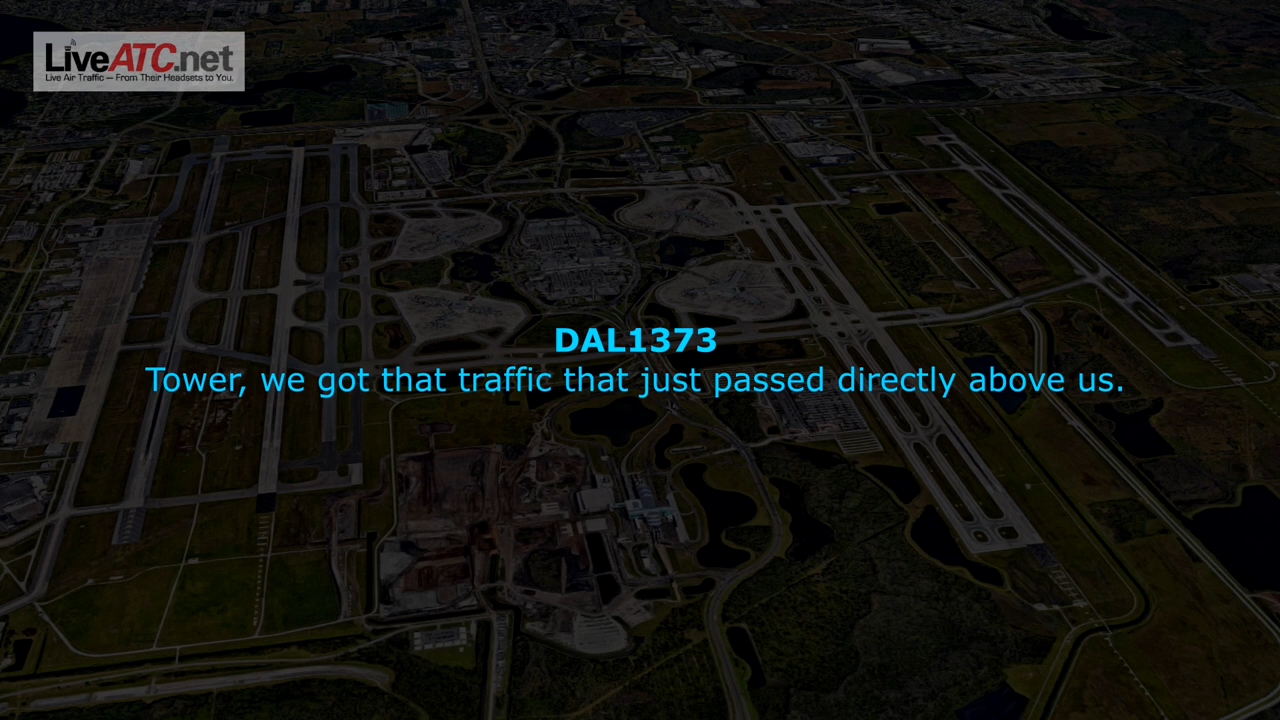 LiveATC.net
Live Air Traffic — From Their Headsets to You.
DAL1373
Tower, we got that traffic that just passed directly above us.